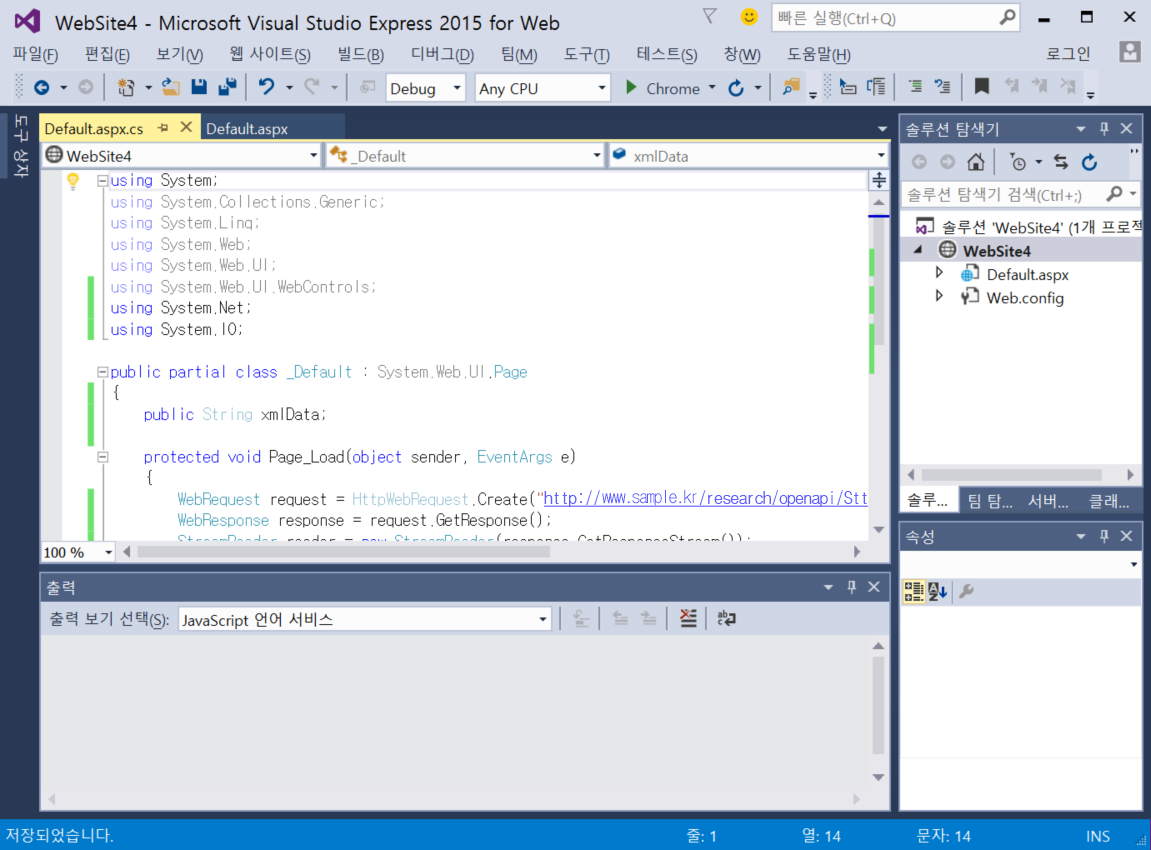 WebSite4 - Microsoft Visual Studio Express 2015 for Web
빠른 실행(Ctrl+Q)
파일(F) 편집(E) 보기(V) 웹 사이트(S) 빌드(B) 디버그(D) 팀(M) 도구(T) 테스트(S) 창(W) 도움말(H) 로그인
Debug Any CPU Chrome
도구 상자
Default.aspx.cs Default.aspx
WebSite4 _Default xmlData
using System;
using System.Collections.Generic;
using System.Linq;
using System.Web;
using System.Web.UI;
using System.Web.UI.WebControls;
using System.Net;
using System.IO;
public partial class _Default : System.Web.UI.Page
{
public String xmlData;
protected void Page_Load(object sender, EventArgs e)
{
WebRequest request = HttpWebRequest.Create("http://www.sample.kr/research/openapi/Stt
WebResponse response = request.GetResponse();
StreamReader reader = new StreamReader(response.GetResponseStream());
100 %
출력
출력 보기 선택(S): JavaScript 언어 서비스
솔루션 탐색기
솔루션 탐색기 검색(Ctrl+;)
솔루션 'WebSite4' (1개 프로젝
WebSite4
Default.aspx
Web.config
솔루... 팀 탐... 서버... 클래...
속성
저장되었습니다. 줄: 1 열: 14 문자: 14 INS